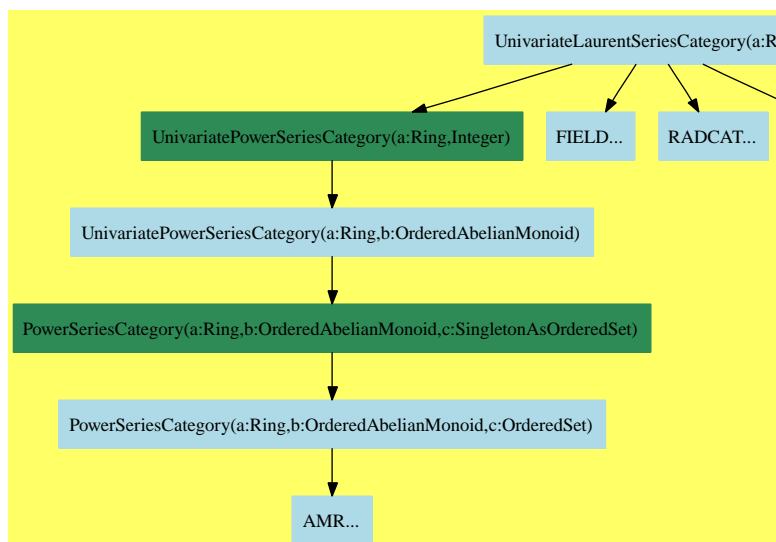 UnivariateLaurentSeriesCategory(a:R
UnivariatePowerSeriesCategory(a:Ring,Integer)
FIELD...
RADCAT...
UnivariatePowerSeriesCategory(a:Ring,b:OrderedAbelianMonoid)
PowerSeriesCategory(a:Ring,b:OrderedAbelianMonoid,c:SingletonAsOrderedSet)
PowerSeriesCategory(a:Ring,b:OrderedAbelianMonoid,c:OrderedSet)
AMR...